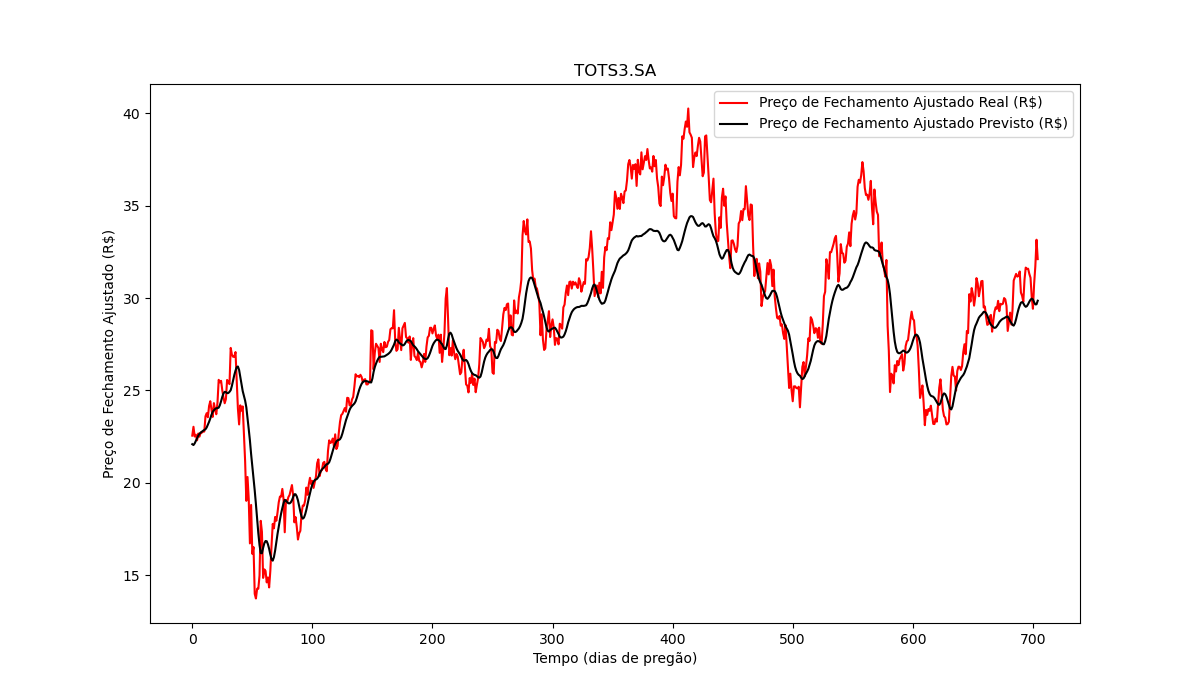 TOTS3.SA
Preço de Fechamento Ajustado Real (R$)
Preço de Fechamento Ajustado Previsto (R$)
Preço de Fechamento Ajustado (R$)
40
35
30
25
20
15
0 100 200 300 400 500 600 700
Tempo (dias de pregão)